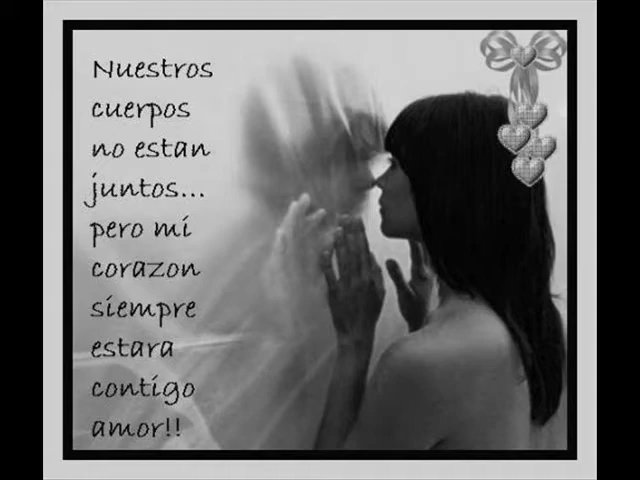 Nuestros
cuerpos
no estan
juntos...
pero mi
corazon
siempre
estara
contigo
amor!!